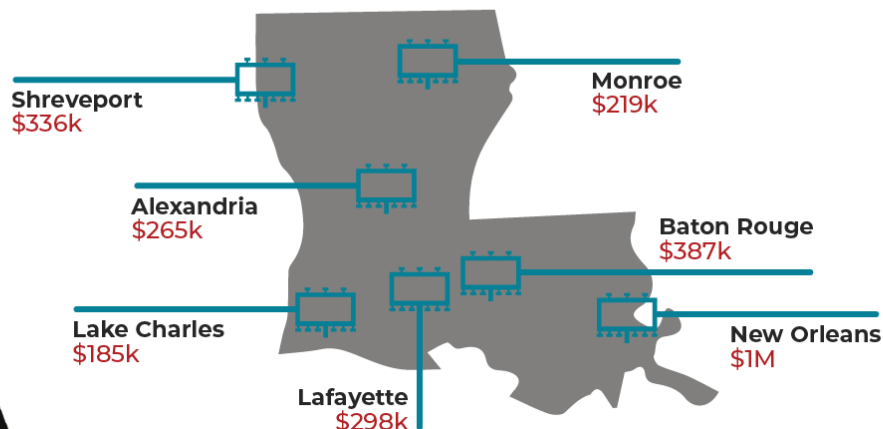 Shreveport
$336k
Monroe
$219k
Alexandria
$265k
Baton Rouge
$387k
Lake Charles
$185k
New Orleans
$1M
Lafayette
$298k